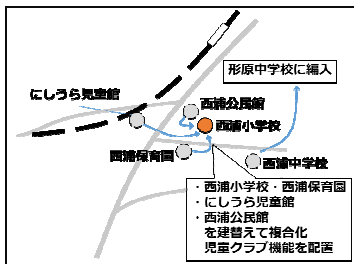 形原中学校に編入
にしうら児童館
西浦公民館
西浦小学校
西浦保育園
西浦中学校
・西浦小学校・西浦保育園
・にしうら児童館
・西浦公民館
を建替えて複合化
児童クラブ機能を配置